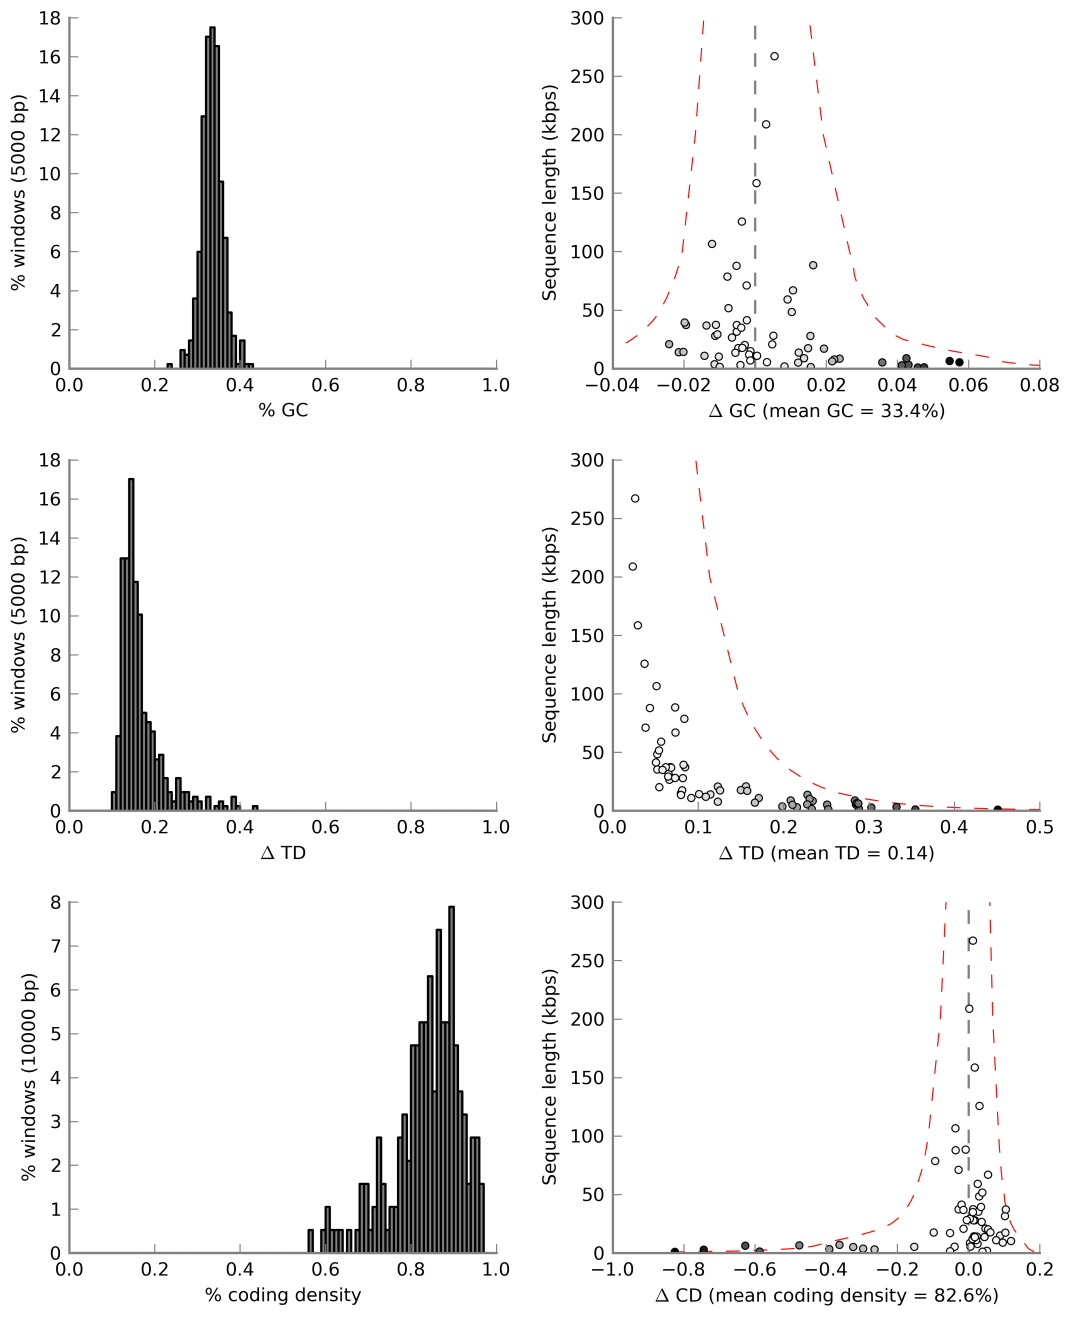 18
16
14
12
10
8
6
4
2
0
% windows (5000 bp)
0.0 0.2 0.4 0.6 0.8 1.0
% GC
300
250
200
150
100
50
0
Sequence length (kbps)
−0.04 −0.02 0.00 0.02 0.04 0.06 0.08
Δ GC (mean GC = 33.4%)
18
16
14
12
10
8
6
4
2
0
% windows (5000 bp)
0.0 0.2 0.4 0.6 0.8 1.0
Δ TD
300
250
200
150
100
50
0
Sequence length (kbps)
0.0 0.1 0.2 0.3 0.4 0.5
Δ TD (mean TD = 0.14)
8
7
6
5
4
3
2
1
0
% windows (10000 bp)
0.0 0.2 0.4 0.6 0.8 1.0
% coding density
300
250
200
150
100
50
0
Sequence length (kbps)
−1.0 −0.8 −0.6 −0.4 −0.2 0.0 0.2
Δ CD (mean coding density = 82.6%)